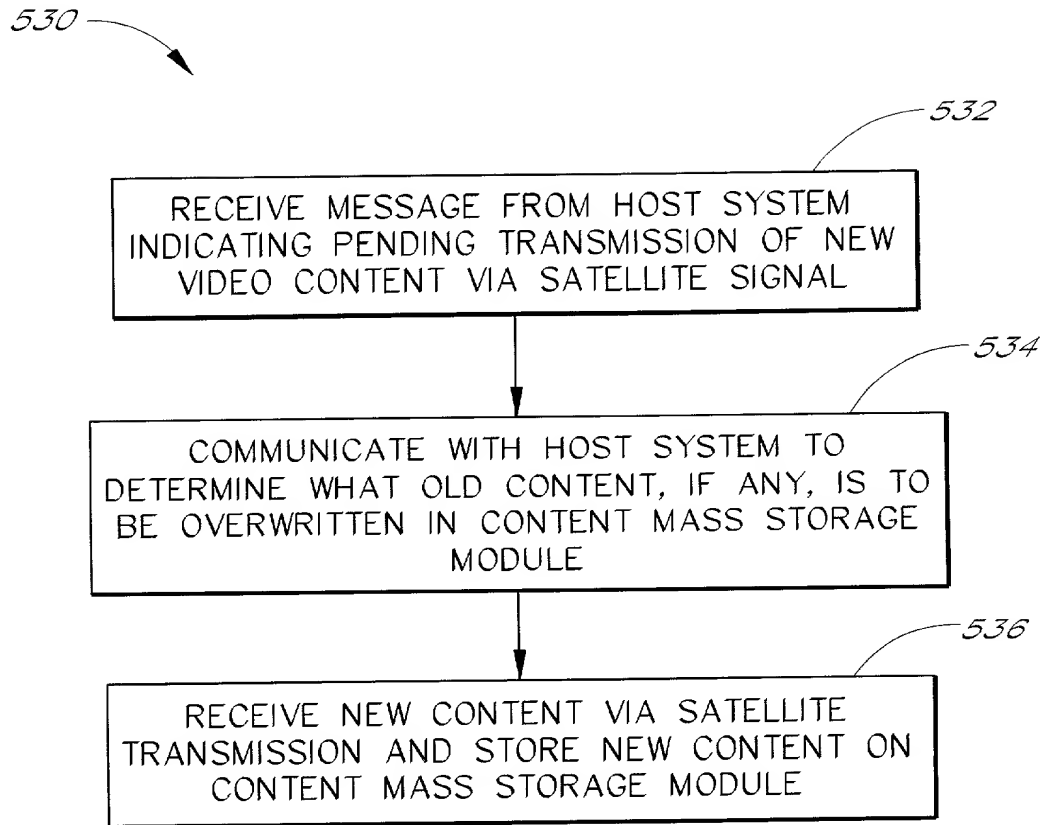 530
532
RECEIVE MESSAGE FROM HOST SYSTEM
INDICATING PENDING TRANSMISSION OF NEW
VIDEO CONTENT VIA SATELLITE SIGNAL
534
COMMUNICATE WITH HOST SYSTEM TO
DETERMINE WHAT OLD CONTENT, IF ANY, IS TO
BE OVERWRITTEN IN CONTENT MASS STORAGE
MODULE
536
RECEIVE NEW CONTENT VIA SATELLITE
TRANSMISSION AND STORE NEW CONTENT ON
CONTENT MASS STORAGE MODULE